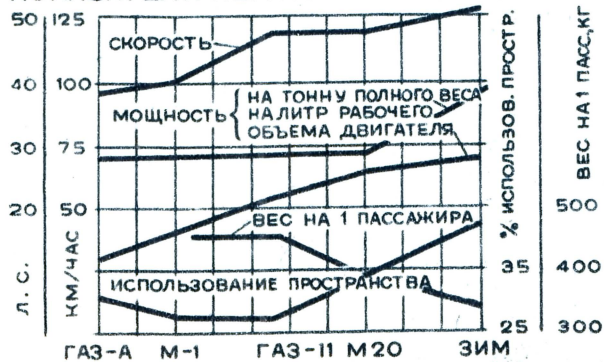 50 125
СКОРОСТЬ
40 100
МОЩНОСТЬ { НА ТОННУ ПОЛНОГО ВЕСА
НА ЛИТР РАБОЧЕГО
ОБЪЕМА ДВИГАТЕЛЯ
30 75
20 50
ВЕС НА 1 ПАССАЖИРА
ИСПОЛЬЗОВАНИЕ ПРОСТРАНСТВА
Л. С.
КМ/ЧАС
% ИСПОЛЬЗОВ. ПРОСТР.
ВЕС НА 1 ПАСС,КГ
500
35 400
25 300
ГАЗ-А М-1 ГАЗ-11 М20 ЗИМ